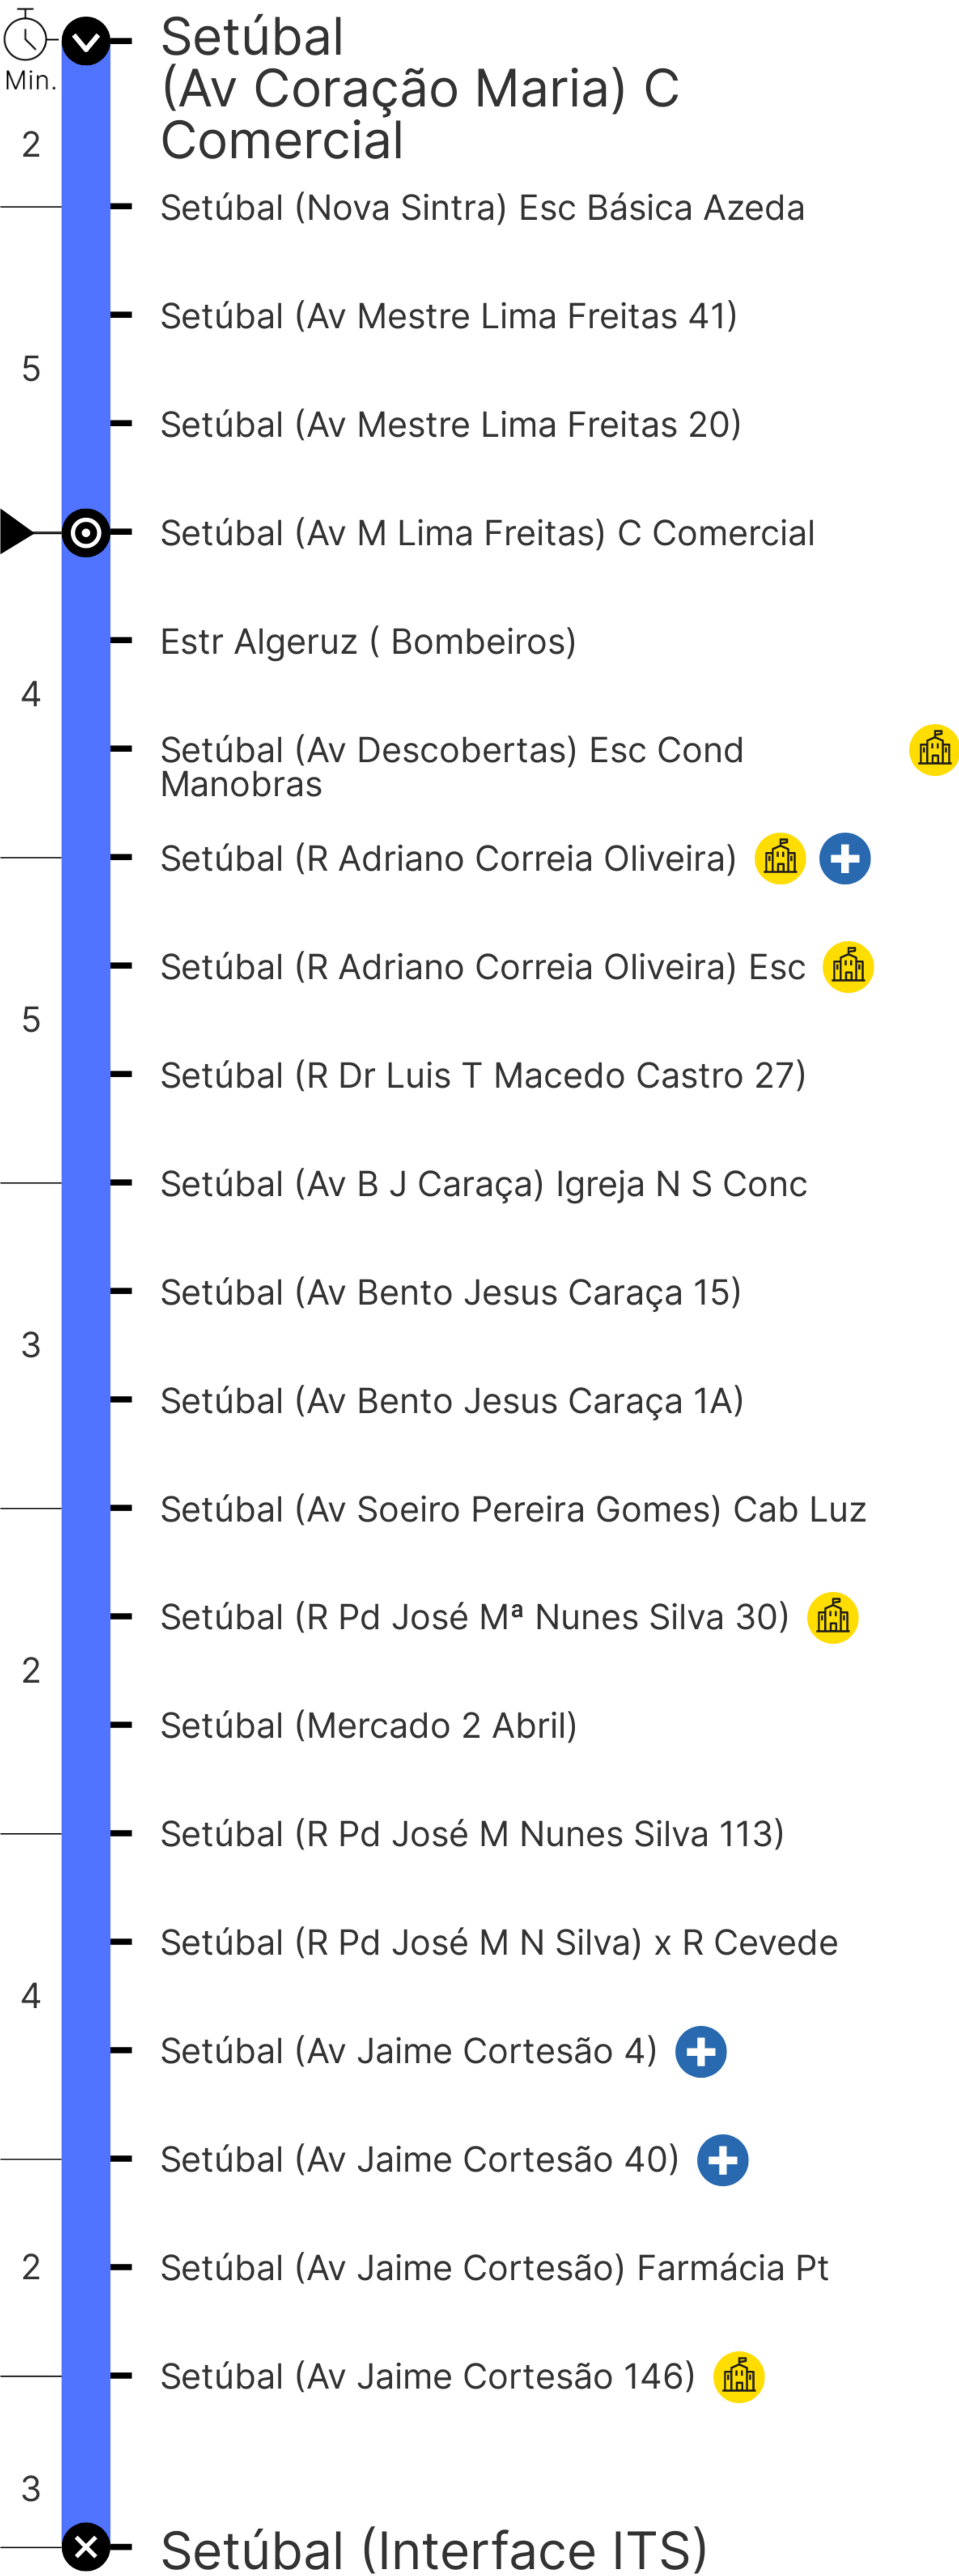 Setúbal
(Av Coração Maria) C
Comercial
Min.
2
Setúbal (Nova Sintra) Esc Básica Azeda
Setúbal (Av Mestre Lima Freitas 41)
5
Setúbal (Av Mestre Lima Freitas 20)
Setúbal (Av M Lima Freitas) C Comercial
Estr Algeruz ( Bombeiros)
4
Setúbal (Av Descobertas) Esc Cond
Manobras
Setúbal (R Adriano Correia Oliveira)
Setúbal (R Adriano Correia Oliveira) Esc
5
Setúbal (R Dr Luis T Macedo Castro 27)
Setúbal (Av B J Caraça) Igreja N S Conc
Setúbal (Av Bento Jesus Caraça 15)
3
Setúbal (Av Bento Jesus Caraça 1A)
Setúbal (Av Soeiro Pereira Gomes) Cab Luz
Setúbal (R Pd José Mª Nunes Silva 30)
2
Setúbal (Mercado 2 Abril)
Setúbal (R Pd José M Nunes Silva 113)
Setúbal (R Pd José M N Silva) x R Cevede
4
Setúbal (Av Jaime Cortesão 4)
Setúbal (Av Jaime Cortesão 40)
2
Setúbal (Av Jaime Cortesão) Farmácia Pt
Setúbal (Av Jaime Cortesão 146)
3
Setúbal (Interface ITS)